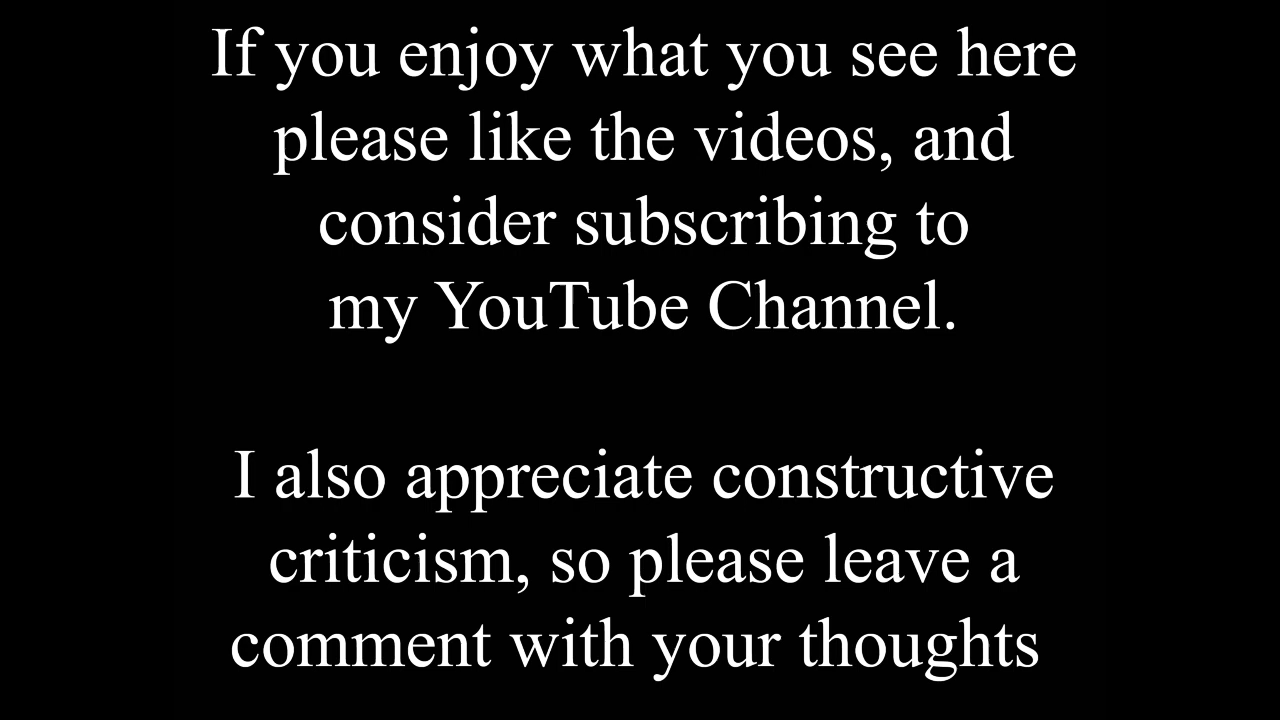 If you enjoy what you see here
please like the videos, and
consider subscribing to
my YouTube Channel.
I also appreciate constructive
criticism, so please leave a
comment with your thoughts